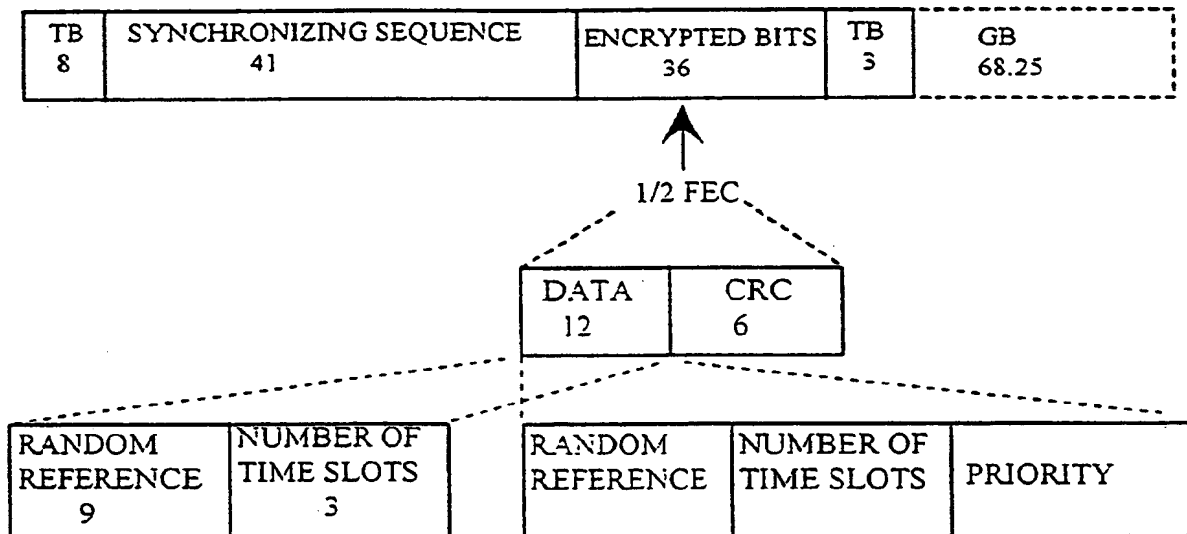 TB SYNCHRONIZING SEQUENCE ENCRYPTED BITS TB GB
8 41 36 3 68.25
1/2 FEC
DATA CRC
12 6
RANDOM REFERENCE
9
NUMBER OF TIME SLOTS
3
RANDOM REFERENCE
NUMBER OF TIME SLOTS
PRIORITY